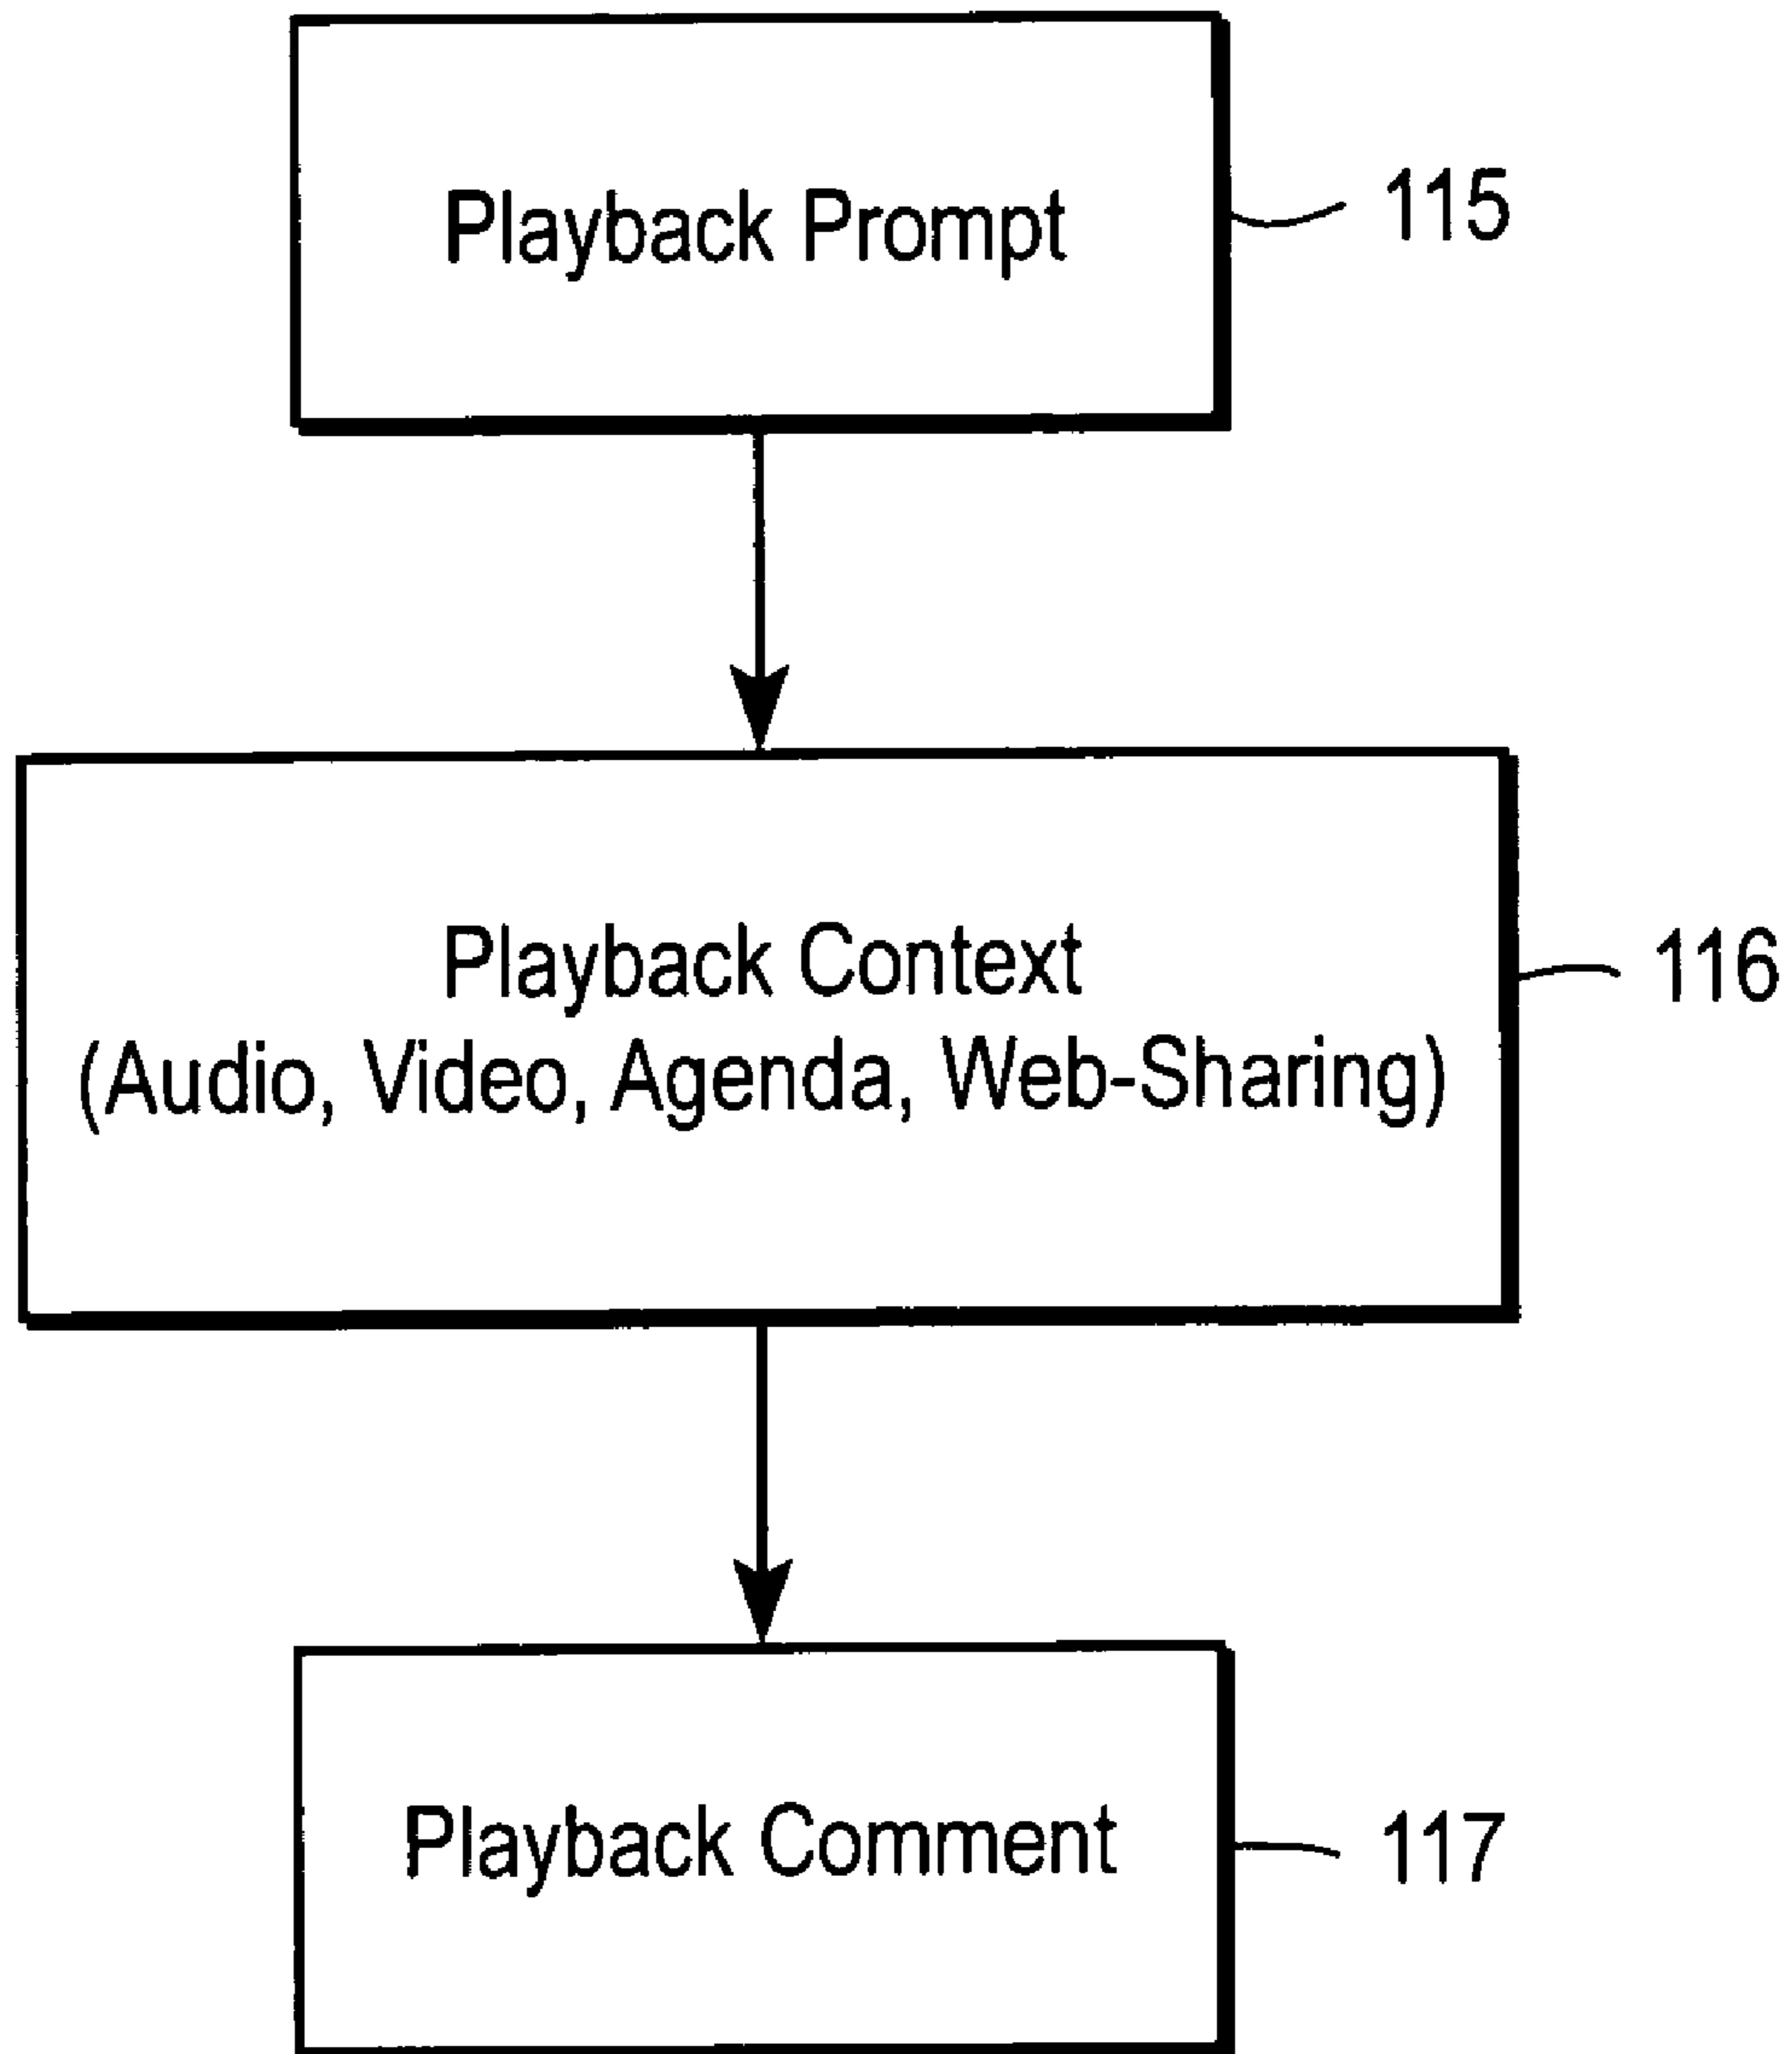 Playback Prompt
115
Playback Context
(Audio, Video, Agenda, Web-Sharing)
116
Playback Comment
117